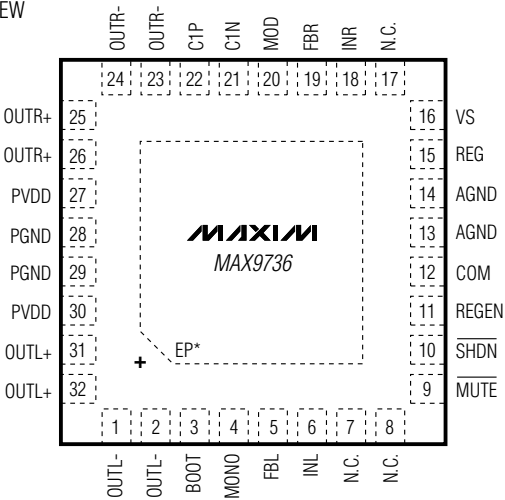 EW
OUTR-
OUTR-
C1P
C1N
MOD
FBR
INR
N.C.
24 23 22 21 20 19 18 17
OUTR+ 25
OUTR+ 26
PVDD 27
PGND 28
PGND 29
PVDD 30
OUTL+ 31
OUTL+ 32
MAXIM
MAX9736
EP*
+
16 VS
15 REG
14 AGND
13 AGND
12 COM
11 REGEN
10 SHDN
9 MUTE
1 2 3 4 5 6 7 8
OUTL-
OUTL-
BOOT
MONO
FBL
INL
N.C.
N.C.